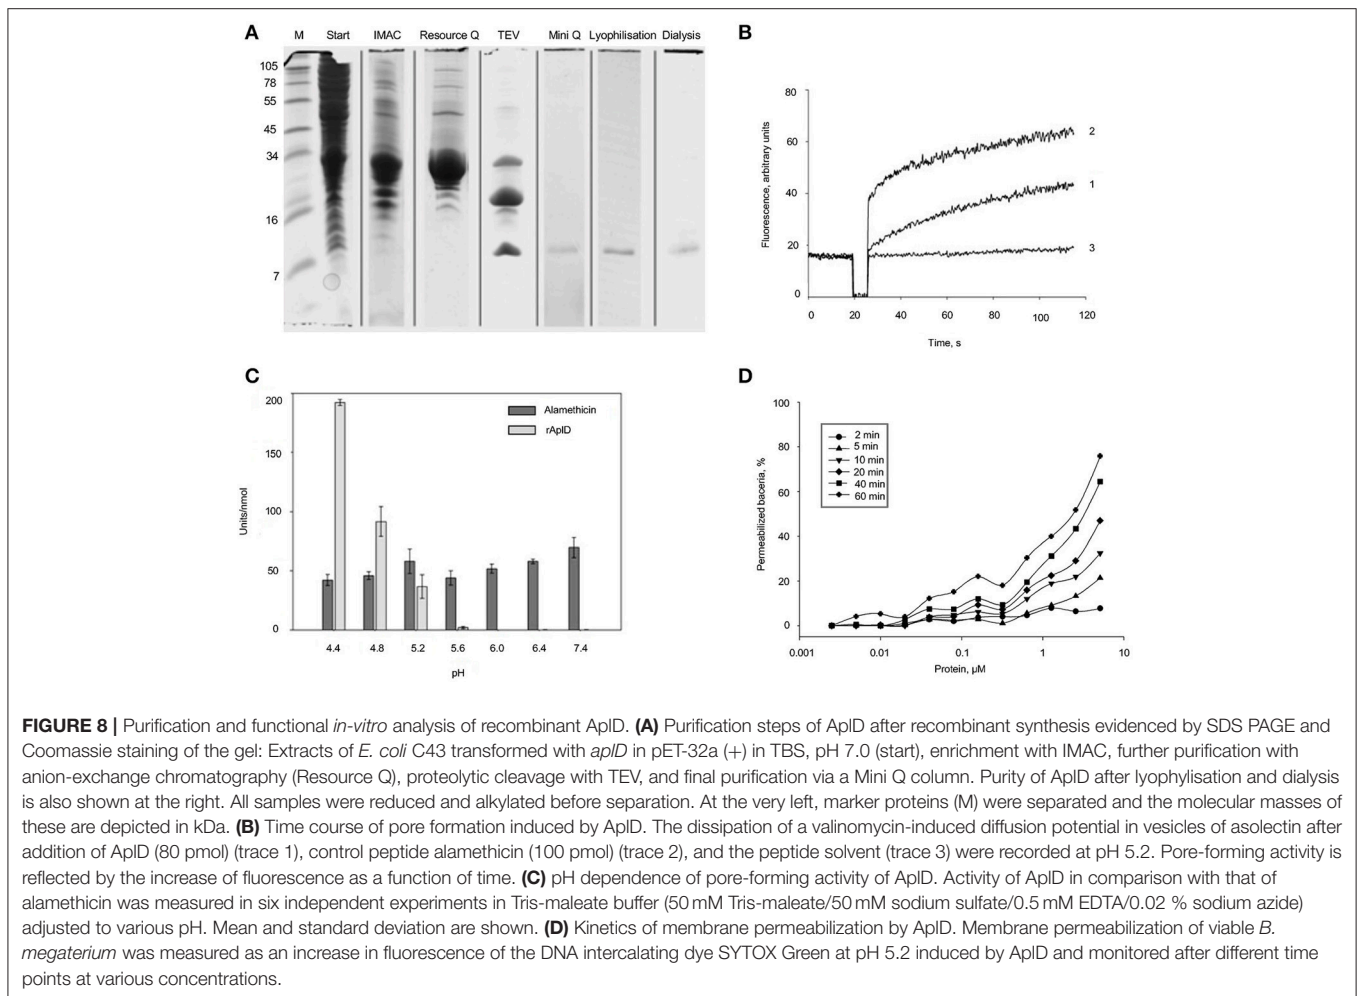 A
M Start IMAC Resource Q TEV Mini Q Lyophilisation Dialysis
105
78
55
45
34
16
7
B
Fluorescence, arbitrary units
80
60
40
20
0
2
1
3
0 20 40 60 80 100 120
Time, s
C
Units/nmol
200
150
100
50
0
Alamethicin
rAplD
4.4 4.8 5.2 5.6 6.0 6.4 7.4
pH
D
Permeabilized baceria, %
100
80
60
40
20
0
2 min
5 min
10 min
20 min
40 min
60 min
0.001 0.01 0.1 1 10
Protein, µM
FIGURE 8 | Purification and functional in-vitro analysis of recombinant AplD. (A) Purification steps of AplD after recombinant synthesis evidenced by SDS PAGE and
Coomassie staining of the gel: Extracts of E. coli C43 transformed with aplD in pET-32a (+) in TBS, pH 7.0 (start), enrichment with IMAC, further purification with
anion-exchange chromatography (Resource Q), proteolytic cleavage with TEV, and final purification via a Mini Q column. Purity of AplD after lyophylisation and dialysis
is also shown at the right. All samples were reduced and alkylated before separation. At the very left, marker proteins (M) were separated and the molecular masses of
these are depicted in kDa. (B) Time course of pore formation induced by AplD. The dissipation of a valinomycin-induced diffusion potential in vesicles of asolectin after
addition of AplD (80 pmol) (trace 1), control peptide alamethicin (100 pmol) (trace 2), and the peptide solvent (trace 3) were recorded at pH 5.2. Pore-forming activity is
reflected by the increase of fluorescence as a function of time. (C) pH dependence of pore-forming activity of AplD. Activity of AplD in comparison with that of
alamethicin was measured in six independent experiments in Tris-maleate buffer (50 mM Tris-maleate/50 mM sodium sulfate/0.5 mM EDTA/0.02 % sodium azide)
adjusted to various pH. Mean and standard deviation are shown. (D) Kinetics of membrane permeabilization by AplD. Membrane permeabilization of viable B.
megaterium was measured as an increase in fluorescence of the DNA intercalating dye SYTOX Green at pH 5.2 induced by AplD and monitored after different time
points at various concentrations.